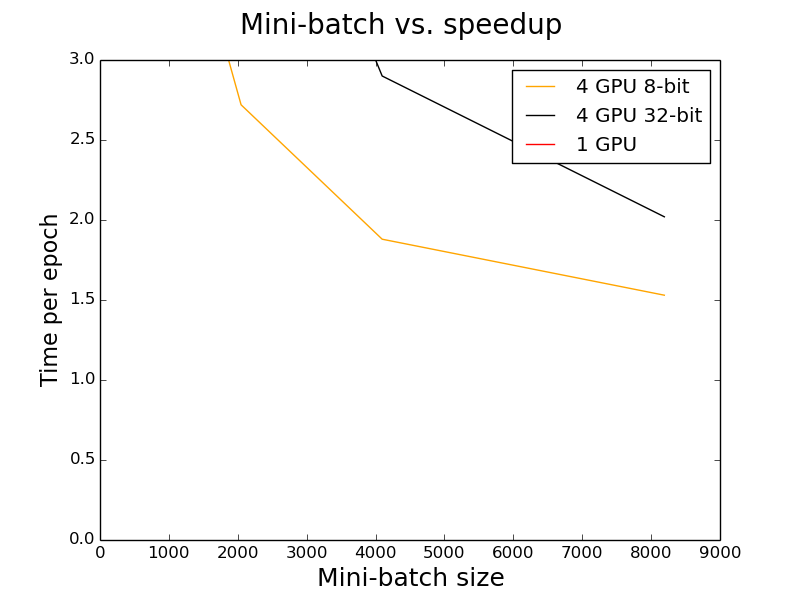 Mini-batch vs. speedup
4 GPU 8-bit
4 GPU 32-bit
1 GPU
Time per epoch
3.0
2.5
2.0
1.5
1.0
0.5
0.0
0 1000 2000 3000 4000 5000 6000 7000 8000 9000
Mini-batch size